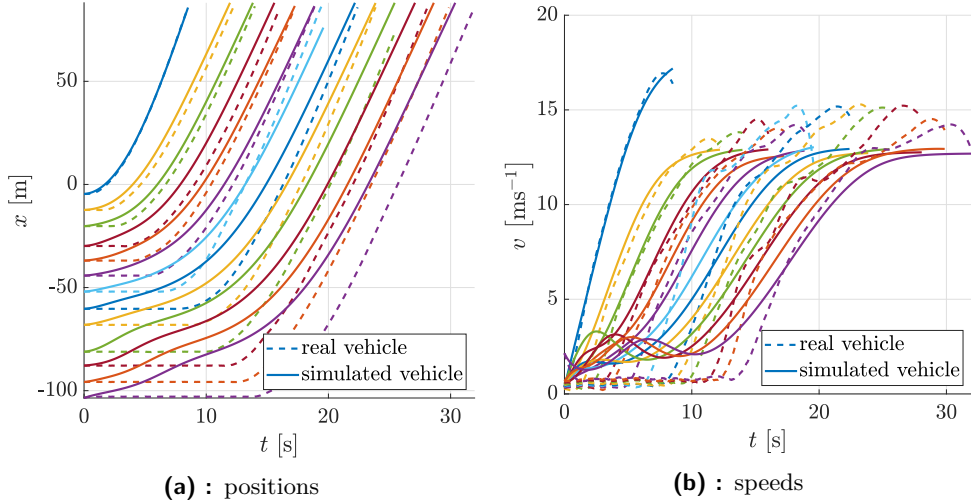 50
0
-50
-100
x [m]
0
10
20
30
t [s]
real vehicle
simulated vehicle
(a) : positions
20
15
10
5
0
v [ms⁻¹]
0
10
20
30
t [s]
real vehicle
simulated vehicle
(b) : speeds